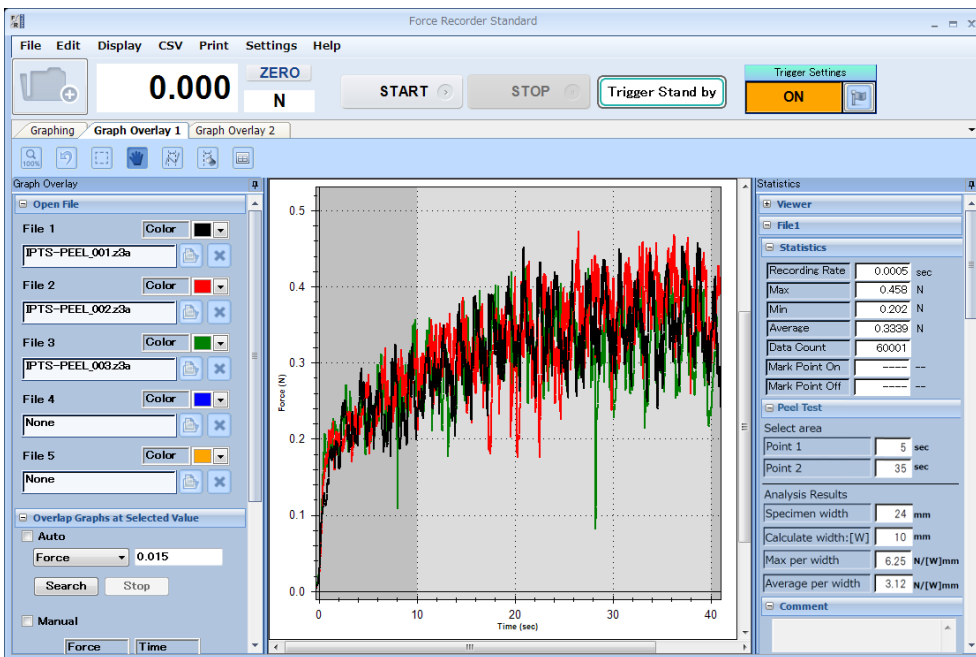 Force Recorder Standard
File Edit Display CSV Print Settings Help
0.000
ZERO
N
START
STOP
Trigger Stand by
Trigger Settings
ON
Graphing
Graph Overlay 1
Graph Overlay 2
100%
Graph Overlay
Open File
File 1 Color
IPTS-PEEL_001.z3a
File 2 Color
IPTS-PEEL_002.z3a
File 3 Color
IPTS-PEEL_003.z3a
File 4 Color
None
File 5 Color
None
Overlap Graphs at Selected Value
Auto
Force 0.015
Search Stop
Manual
Force Time
Force (N)
0.5
0.4
0.3
0.2
0.1
0.0
0 10 20 30 40
Time (sec)
Statistics
Viewer
File1
Statistics
Recording Rate 0.0005 sec
Max 0.458 N
Min 0.202 N
Average 0.3339 N
Data Count 60001
Mark Point On ---- --
Mark Point Off ---- --
Peel Test
Select area
Point 1 5 sec
Point 2 35 sec
Analysis Results
Specimen width 24 mm
Calculate width:[W] 10 mm
Max per width 6.25 N/[W]mm
Average per width 3.12 N/[W]mm
Comment